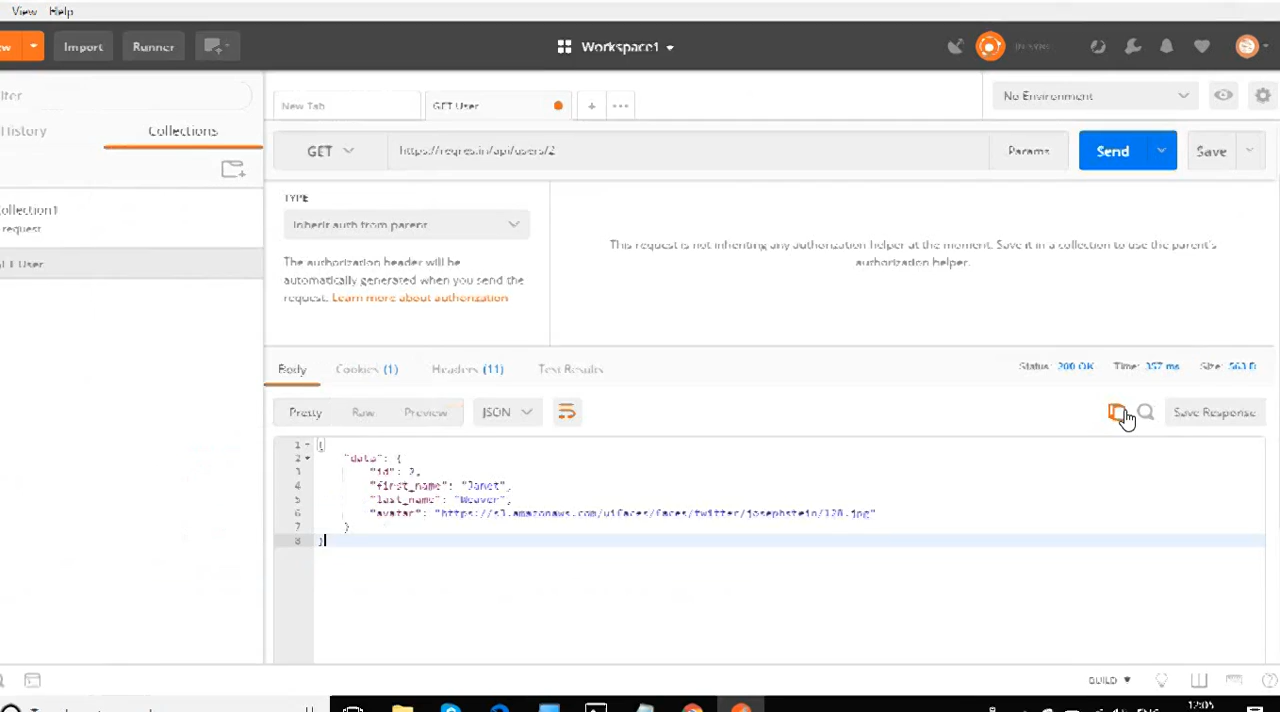 View Help
Import Runner Workspace1
History Collections
New Tab GET User + ••• No Environment
GET https://reqres.in/api/users/2 Params Send Save
ollection1
request
TYPE
Inherit auth from parent
The authorization header will be
automatically generated when you send the
request. Learn more about authorization
This request is not inheriting any authorization helper at the moment. Save it in a collection to use the parent's
authorization helper.
Body Cookies (1) Headers (11) Test Results Status: 200 OK Time: 357 ms Size: 563 B
Pretty Raw Preview JSON Save Response
1 {
2 "data": {
3 "id": 2,
4 "first_name": "Janet",
5 "last_name": "Weaver",
6 "avatar": "https://s3.amazonaws.com/uifaces/faces/twitter/josephstein/128.jpg"
7 }
8 }
BUILD
12:05